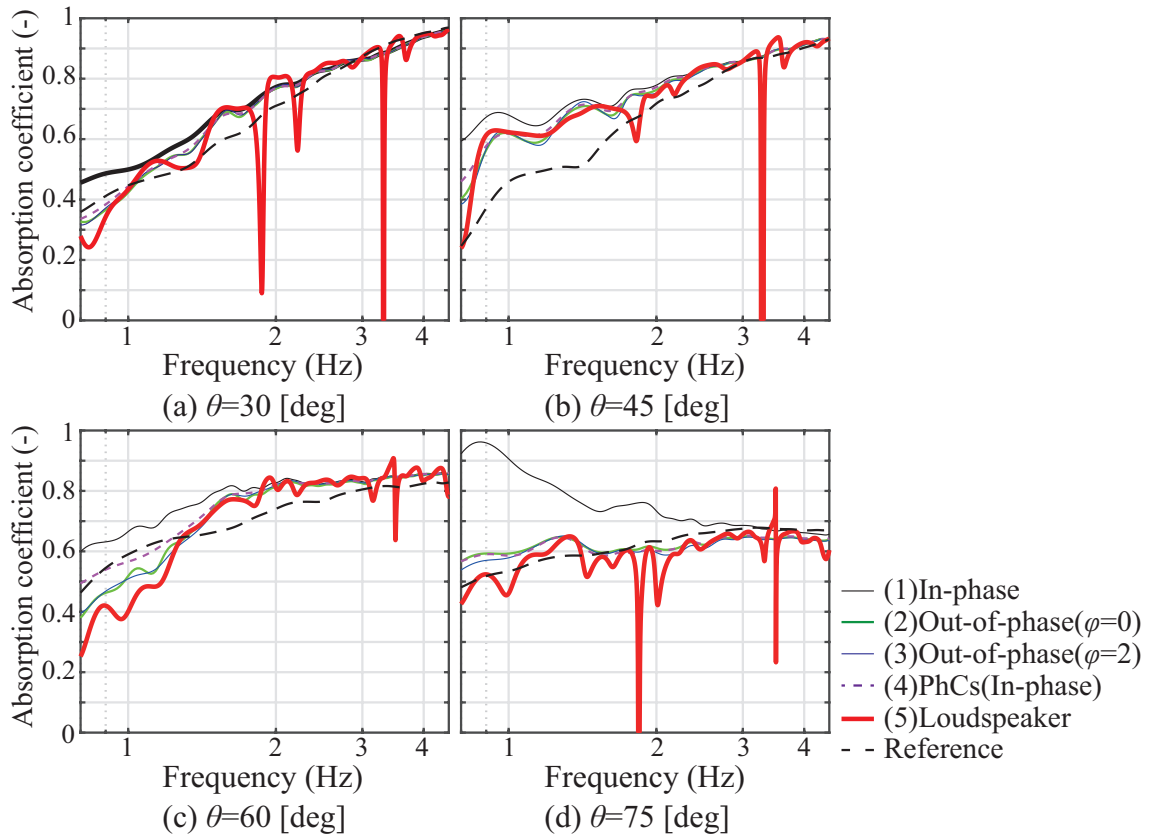 Absorption coefficient (-)
1
0.8
0.6
0.4
0.2
0
1 2 3 4
1 2 3 4
Frequency (Hz)
Frequency (Hz)
(a) θ=30 [deg]
(b) θ=45 [deg]
Absorption coefficient (-)
1
0.8
0.6
0.4
0.2
0
1 2 3 4
1 2 3 4
Frequency (Hz)
Frequency (Hz)
(c) θ=60 [deg]
(d) θ=75 [deg]
(1)In-phase
(2)Out-of-phase(φ=0)
(3)Out-of-phase(φ=2)
(4)PhCs(In-phase)
(5)Loudspeaker
Reference